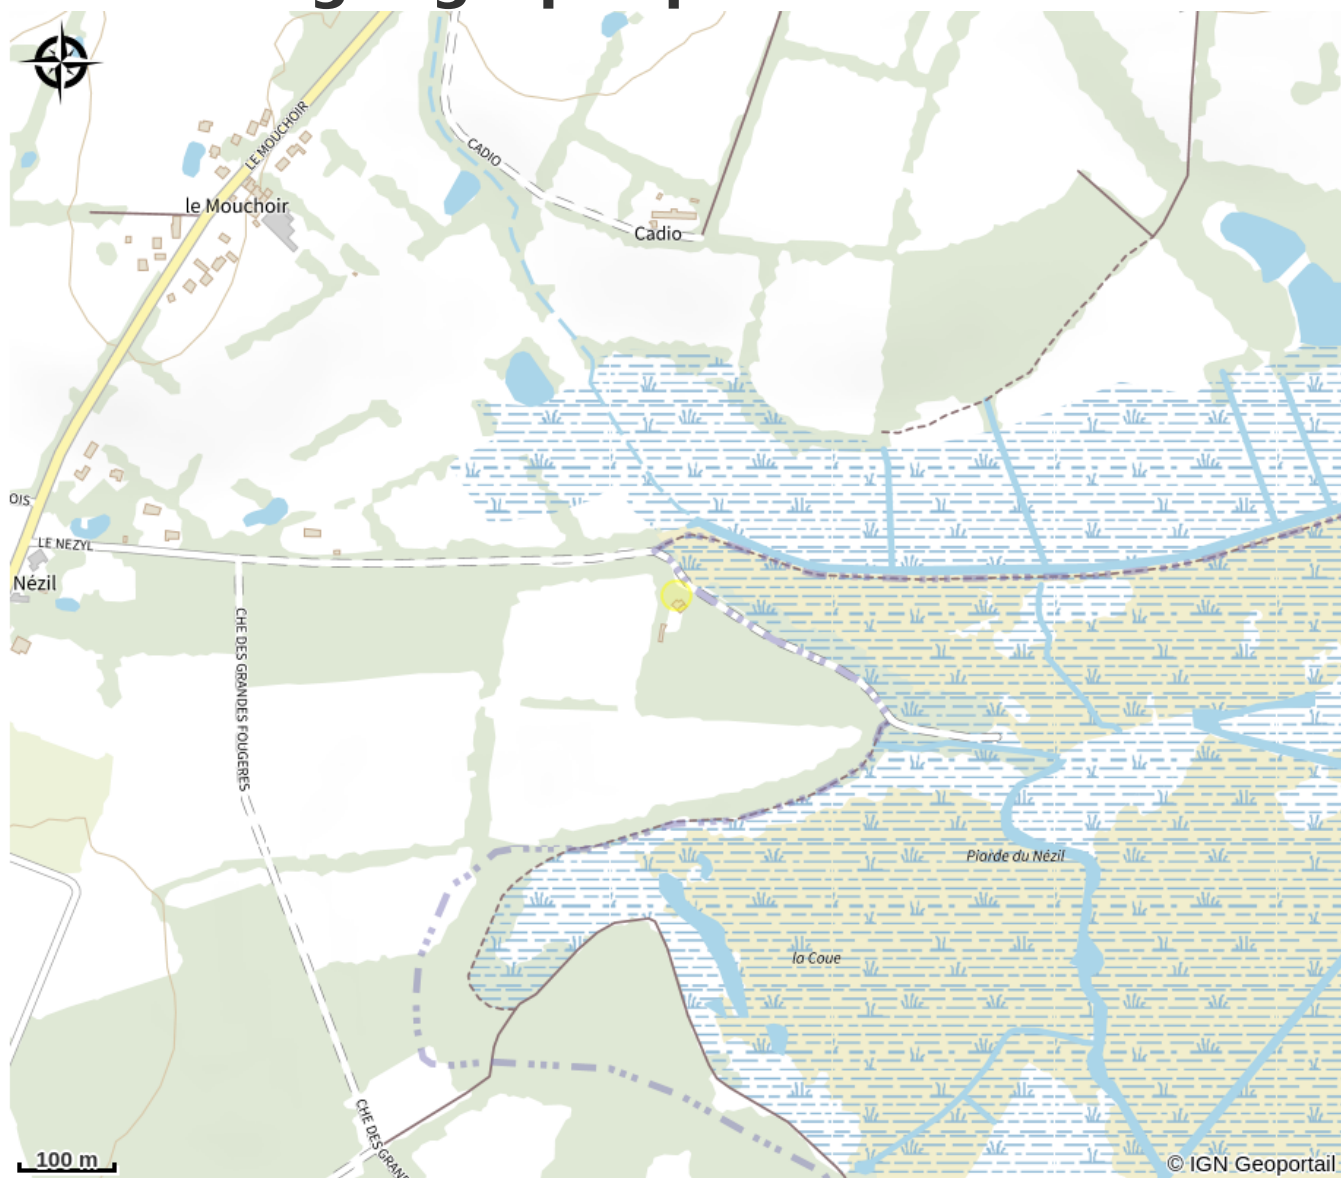 LE MOUCHOIR
CADIO
le Mouchoir
Cadio
OIS
LE NEZYL
Nézil
CHE DES GRANDES FOUGERES
Piarde du Nézil
la Coue
CHE DES GRAN
100 m
© IGN Geoportail